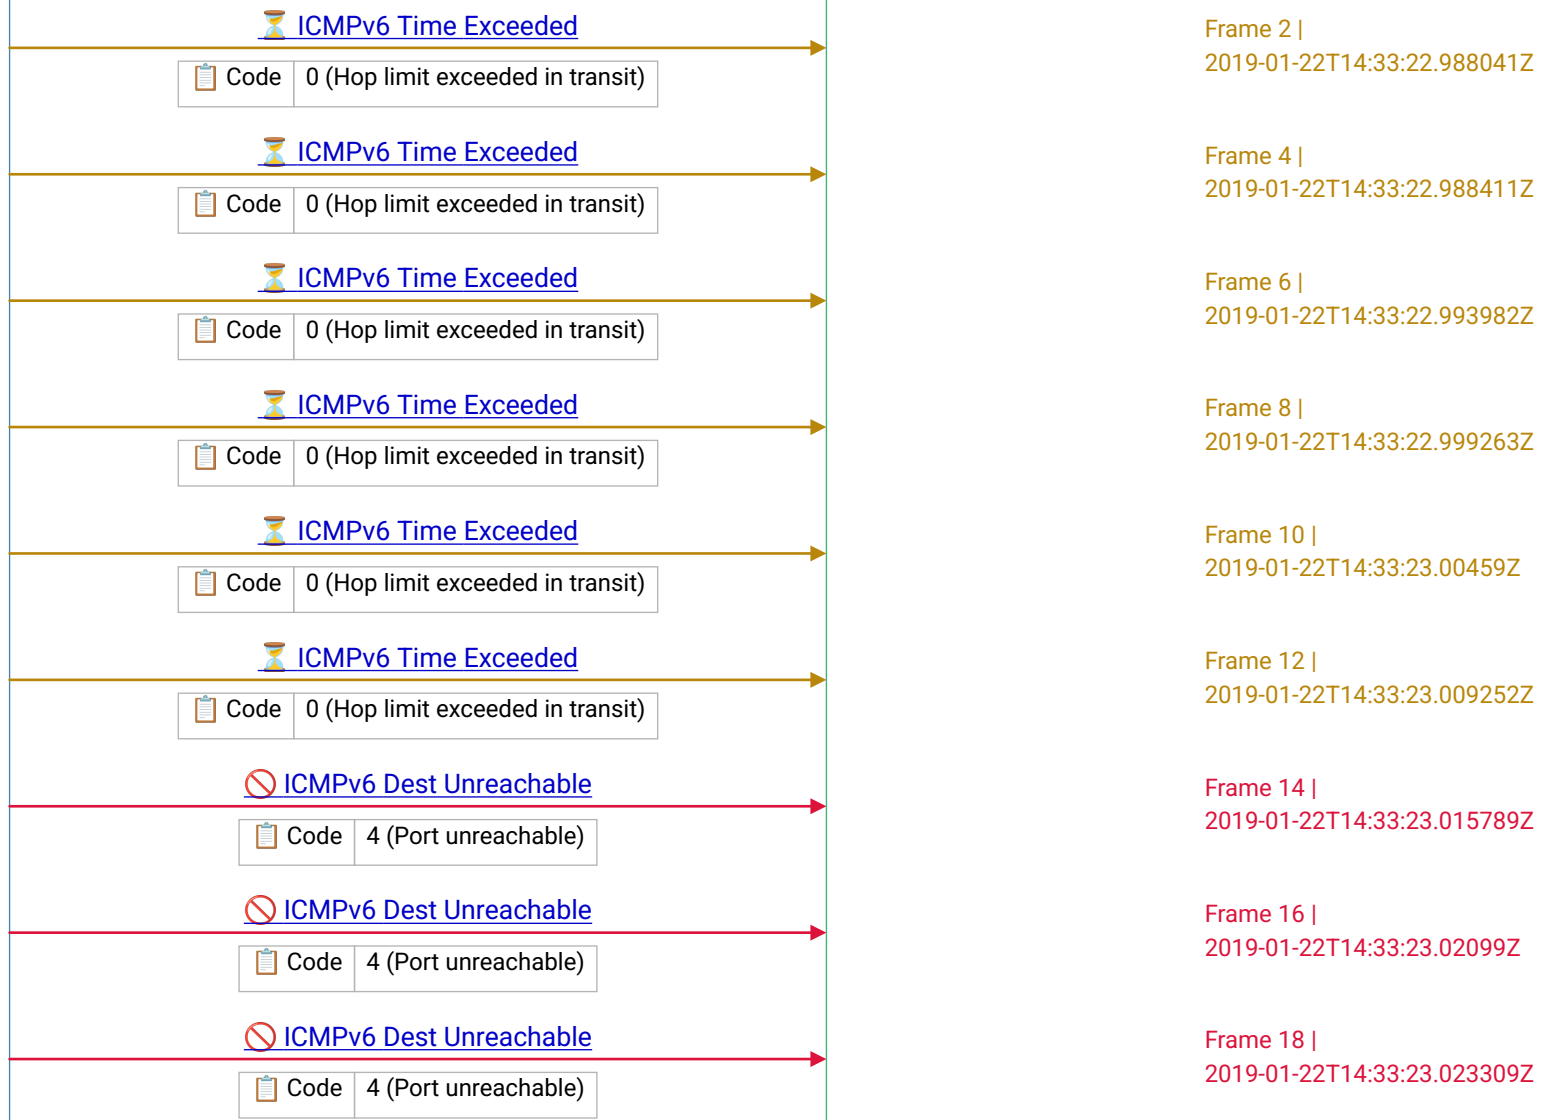 ⏳ ICMPv6 Time Exceeded
Frame 2 |
2019-01-22T14:33:22.988041Z
📋 Code 0 (Hop limit exceeded in transit)
⏳ ICMPv6 Time Exceeded
Frame 4 |
2019-01-22T14:33:22.988411Z
📋 Code 0 (Hop limit exceeded in transit)
⏳ ICMPv6 Time Exceeded
Frame 6 |
2019-01-22T14:33:22.993982Z
📋 Code 0 (Hop limit exceeded in transit)
⏳ ICMPv6 Time Exceeded
Frame 8 |
2019-01-22T14:33:22.999263Z
📋 Code 0 (Hop limit exceeded in transit)
⏳ ICMPv6 Time Exceeded
Frame 10 |
2019-01-22T14:33:23.00459Z
📋 Code 0 (Hop limit exceeded in transit)
⏳ ICMPv6 Time Exceeded
Frame 12 |
2019-01-22T14:33:23.009252Z
📋 Code 0 (Hop limit exceeded in transit)
🚫 ICMPv6 Dest Unreachable
Frame 14 |
2019-01-22T14:33:23.015789Z
📋 Code 4 (Port unreachable)
🚫 ICMPv6 Dest Unreachable
Frame 16 |
2019-01-22T14:33:23.02099Z
📋 Code 4 (Port unreachable)
🚫 ICMPv6 Dest Unreachable
Frame 18 |
2019-01-22T14:33:23.023309Z
📋 Code 4 (Port unreachable)